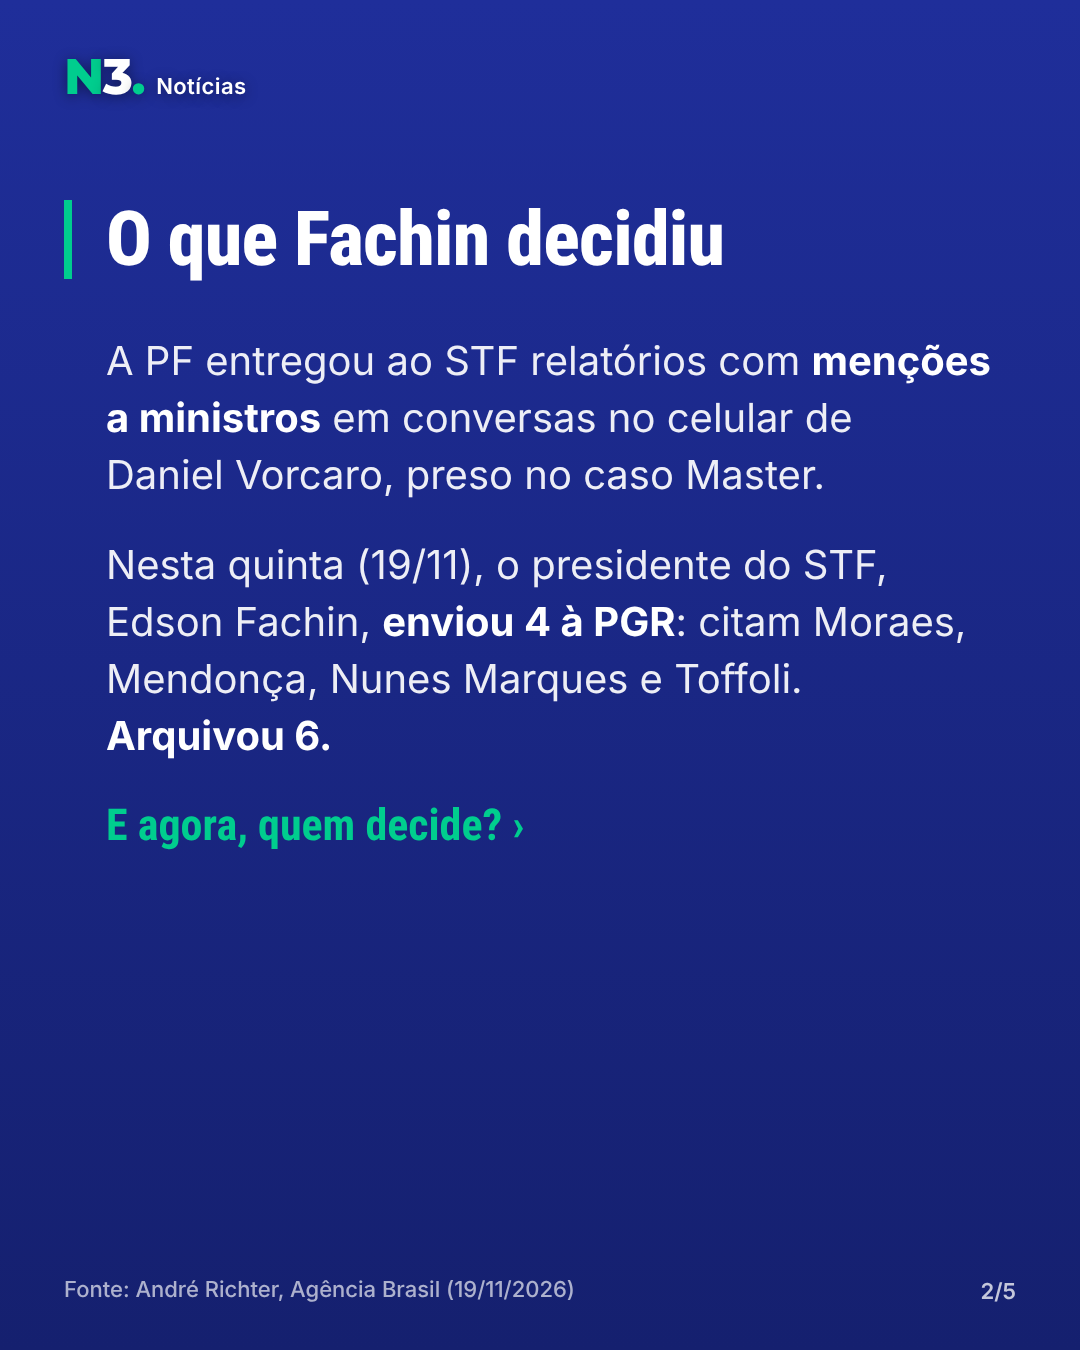 N3. Notícias
O que Fachin decidiu
A PF entregou ao STF relatórios com menções
a ministros em conversas no celular de
Daniel Vorcaro, preso no caso Master.
Nesta quinta (19/11), o presidente do STF,
Edson Fachin, enviou 4 à PGR: citam Moraes,
Mendonça, Nunes Marques e Toffoli.
Arquivou 6.
E agora, quem decide? ›
Fonte: André Richter, Agência Brasil (19/11/2026)
2/5